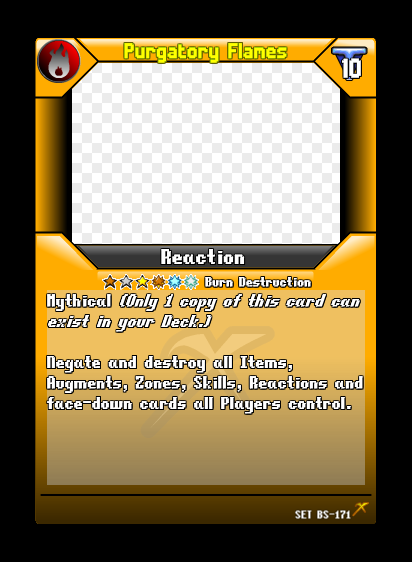 Purgatory Flames
10
Reaction
Burn Destruction
Mythical (Only 1 copy of this card can
exist in your Deck.)
Negate and destroy all Items,
Augments, Zones, Skills, Reactions and
face-down cards all Players control.
SET BS-171